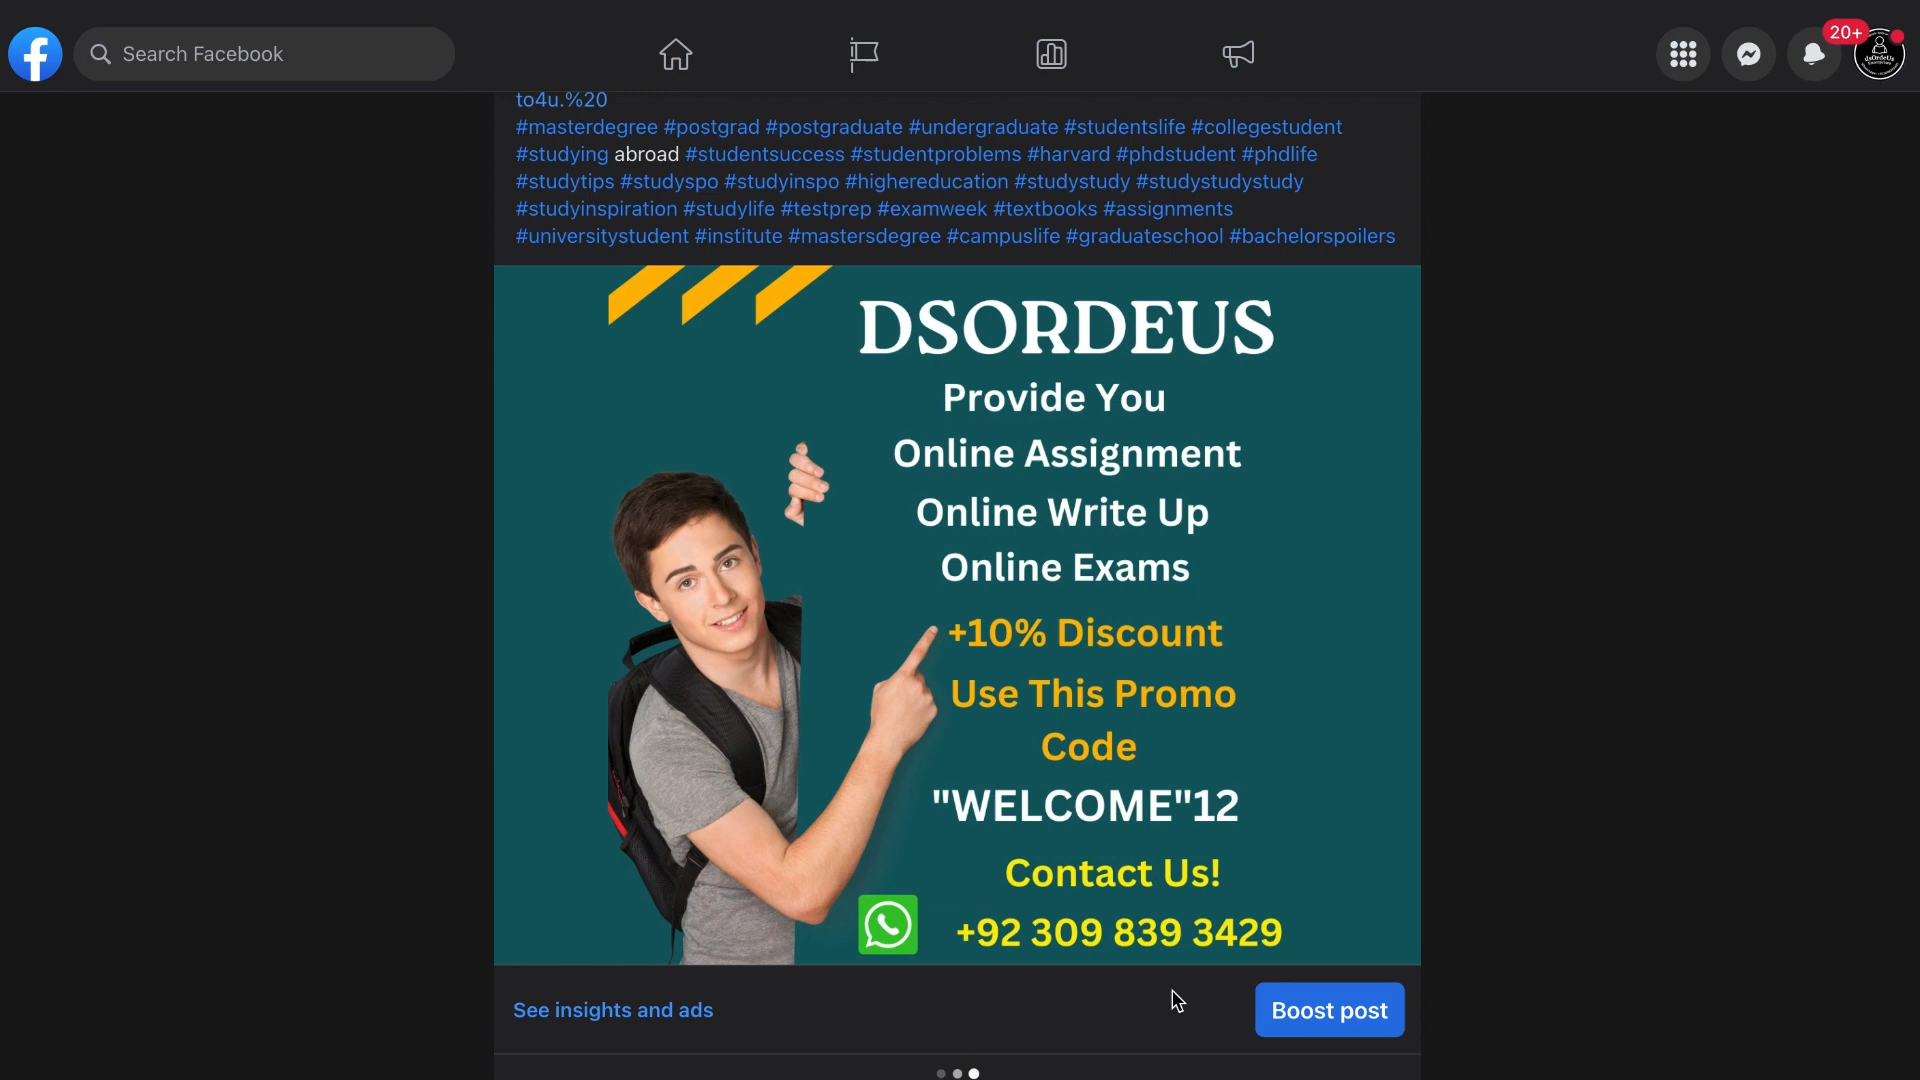 Search Facebook
20+
to4u.%20
#masterdegree #postgrad #postgraduate #undergraduate #studentslife #collegestudent
#studying abroad #studentsuccess #studentproblems #harvard #phdstudent #phdlife
#studytips #studyspo #studyinspo #highereducation #studystudy #studystudystudy
#studyinspiration #studylife #testprep #examweek #textbooks #assignments
#universitystudent #institute #mastersdegree #campuslife #graduateschool #bachelorspoilers
DSORDEUS
Provide You
Online Assignment
Online Write Up
Online Exams
+10% Discount
Use This Promo
Code
"WELCOME"12
Contact Us!
+92 309 839 3429
See insights and ads
Boost post